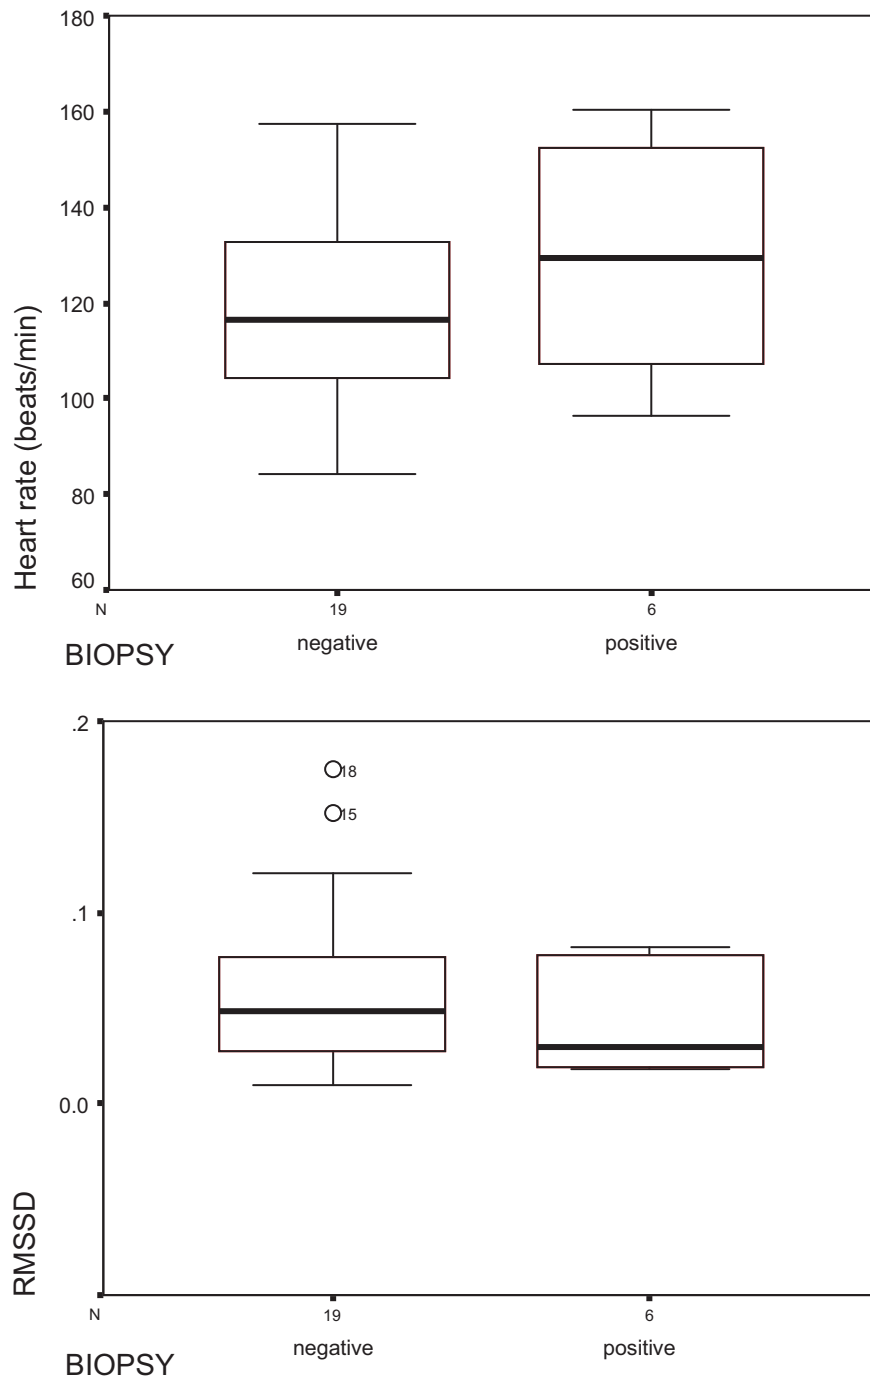 180
160
140
120
100
80
60
Heart rate (beats/min)
N 19 6
negative positive
BIOPSY
.2
18
15
.1
0.0
RMSSD
N 19 6
negative positive
BIOPSY